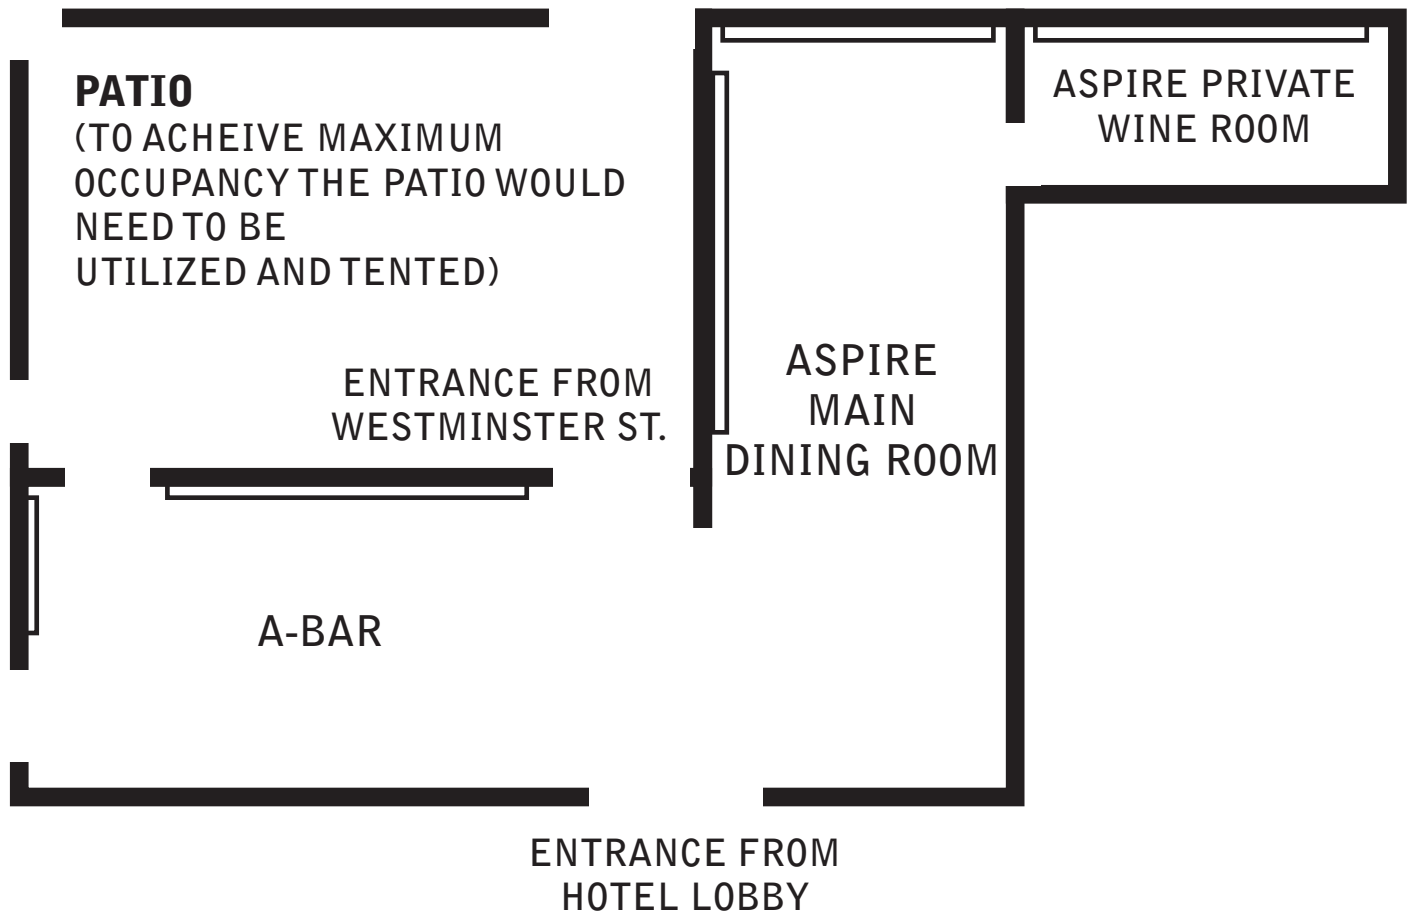 PATIO
(TO ACHEIVE MAXIMUM
OCCUPANCY THE PATIO WOULD
NEED TO BE
UTILIZED AND TENTED)
ENTRANCE FROM
WESTMINSTER ST.
ASPIRE PRIVATE
WINE ROOM
ASPIRE
MAIN
DINING ROOM
A-BAR
ENTRANCE FROM
HOTEL LOBBY